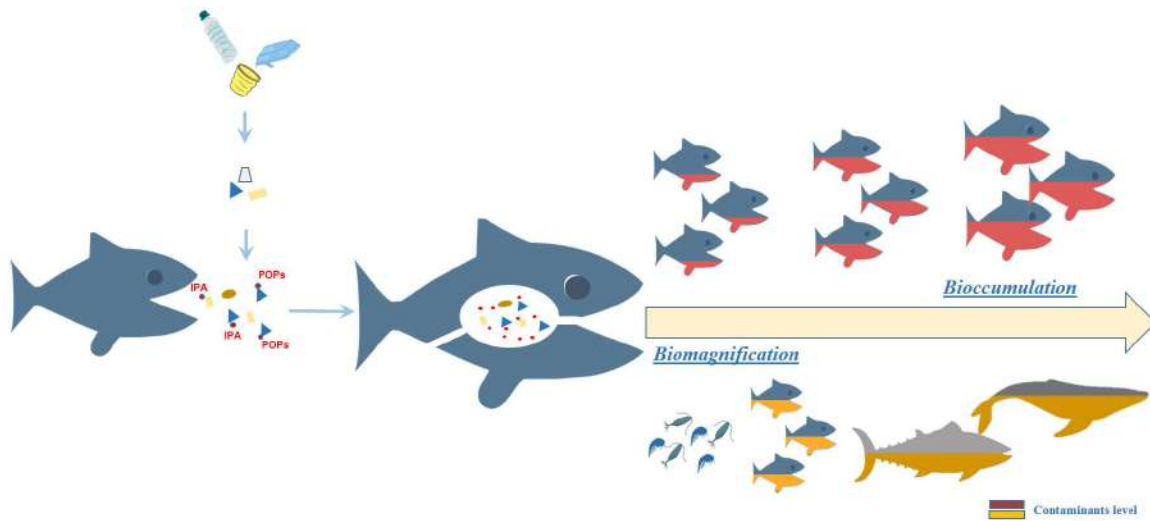 POPs
IPA
IPA
POPs
Bioccumulation
Biomagnification
Contaminants level